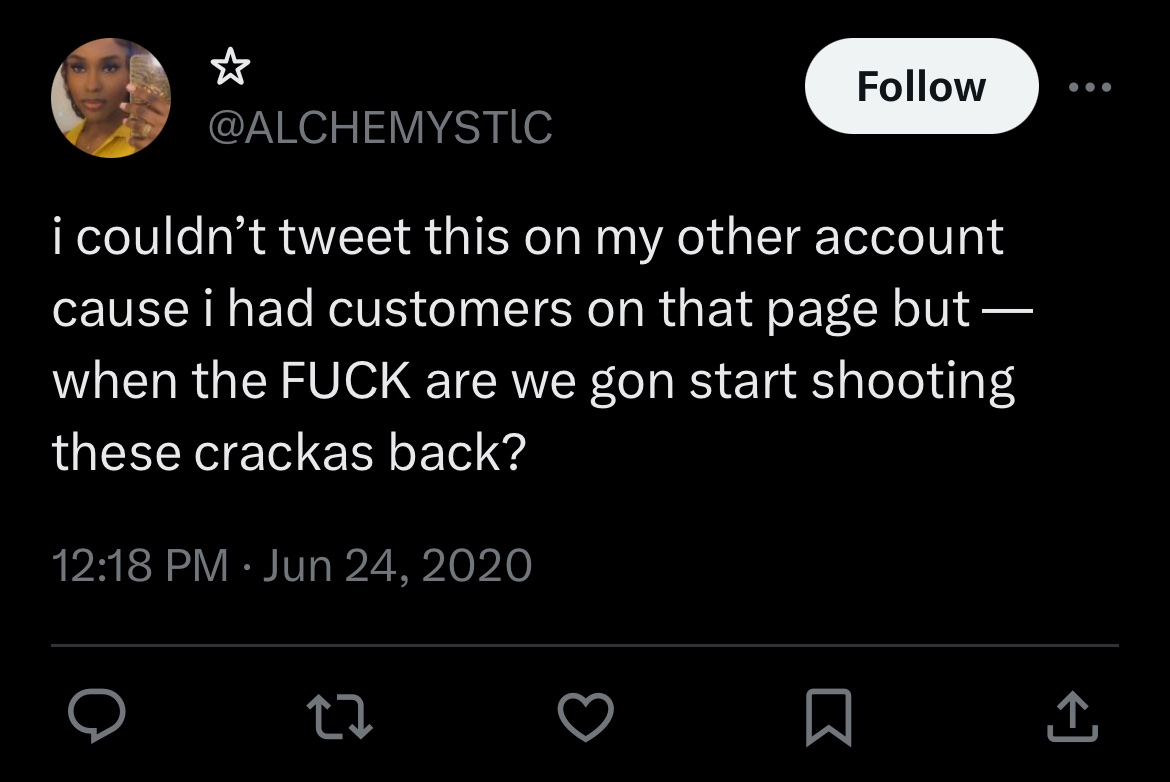 ☆
Follow
@ALCHEMYSTlC
i couldn’t tweet this on my other account
cause i had customers on that page but —
when the FUCK are we gon start shooting
these crackas back?
12:18 PM · Jun 24, 2020